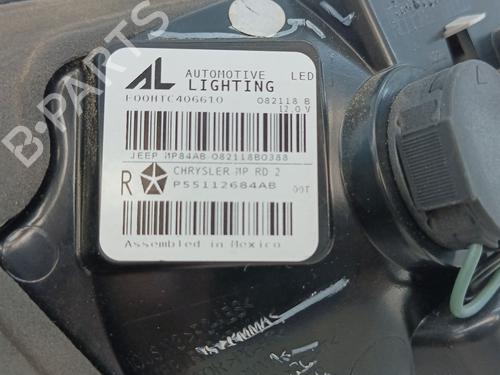 B-PARTS
AL AUTOMOTIVE LIGHTING LED
F00HTC406610 082118 B
12.0 V
JEEP MP84AB 082118B0388
R CHRYSLER MP RD 2
P55112684AB 00T
Assembled in Mexico